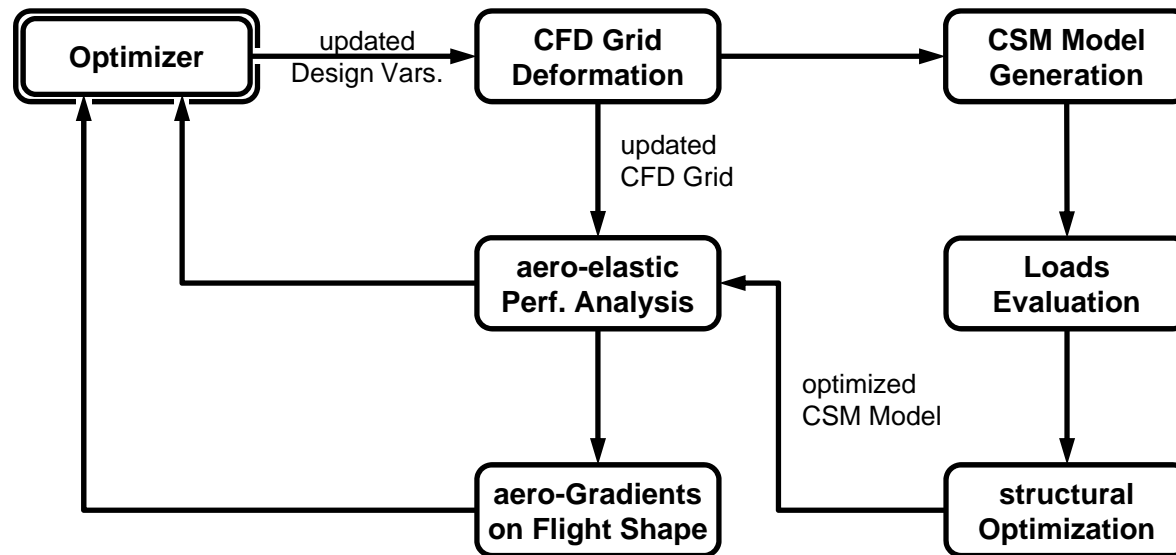 Optimizer
updated
Design Vars.
CFD Grid
Deformation
CSM Model
Generation
updated
CFD Grid
aero-elastic
Perf. Analysis
Loads
Evaluation
optimized
CSM Model
aero-Gradients
on Flight Shape
structural
Optimization